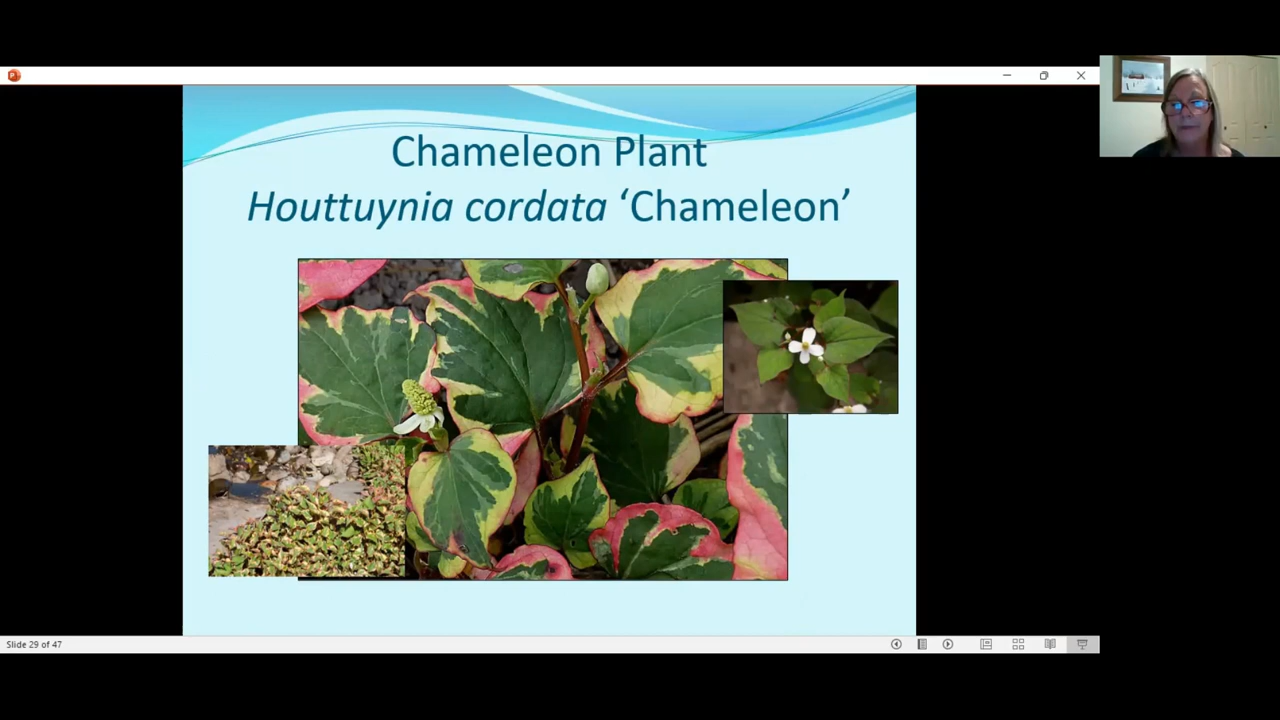 P
Chameleon Plant
Houttuynia cordata ‘Chameleon’
Slide 29 of 47